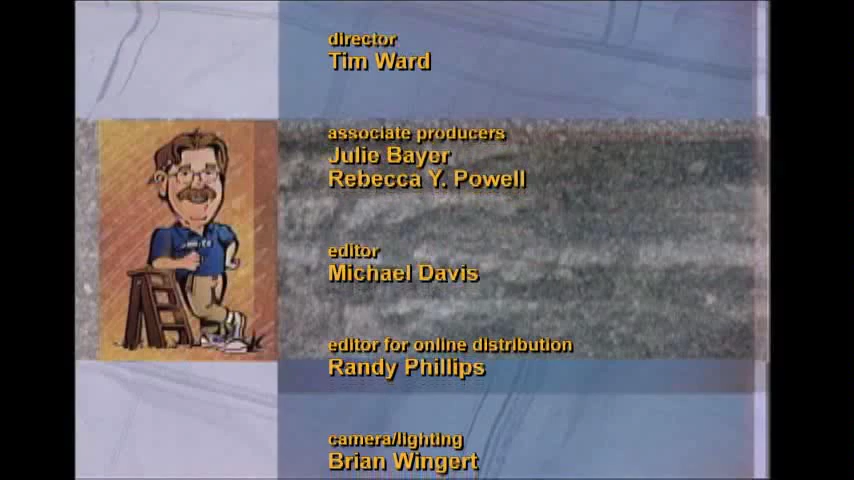 director
Tim Ward
associate producers
Julie Bayer
Rebecca Y. Powell
editor
Michael Davis
editor for online distribution
Randy Phillips
camera/lighting
Brian Wingert